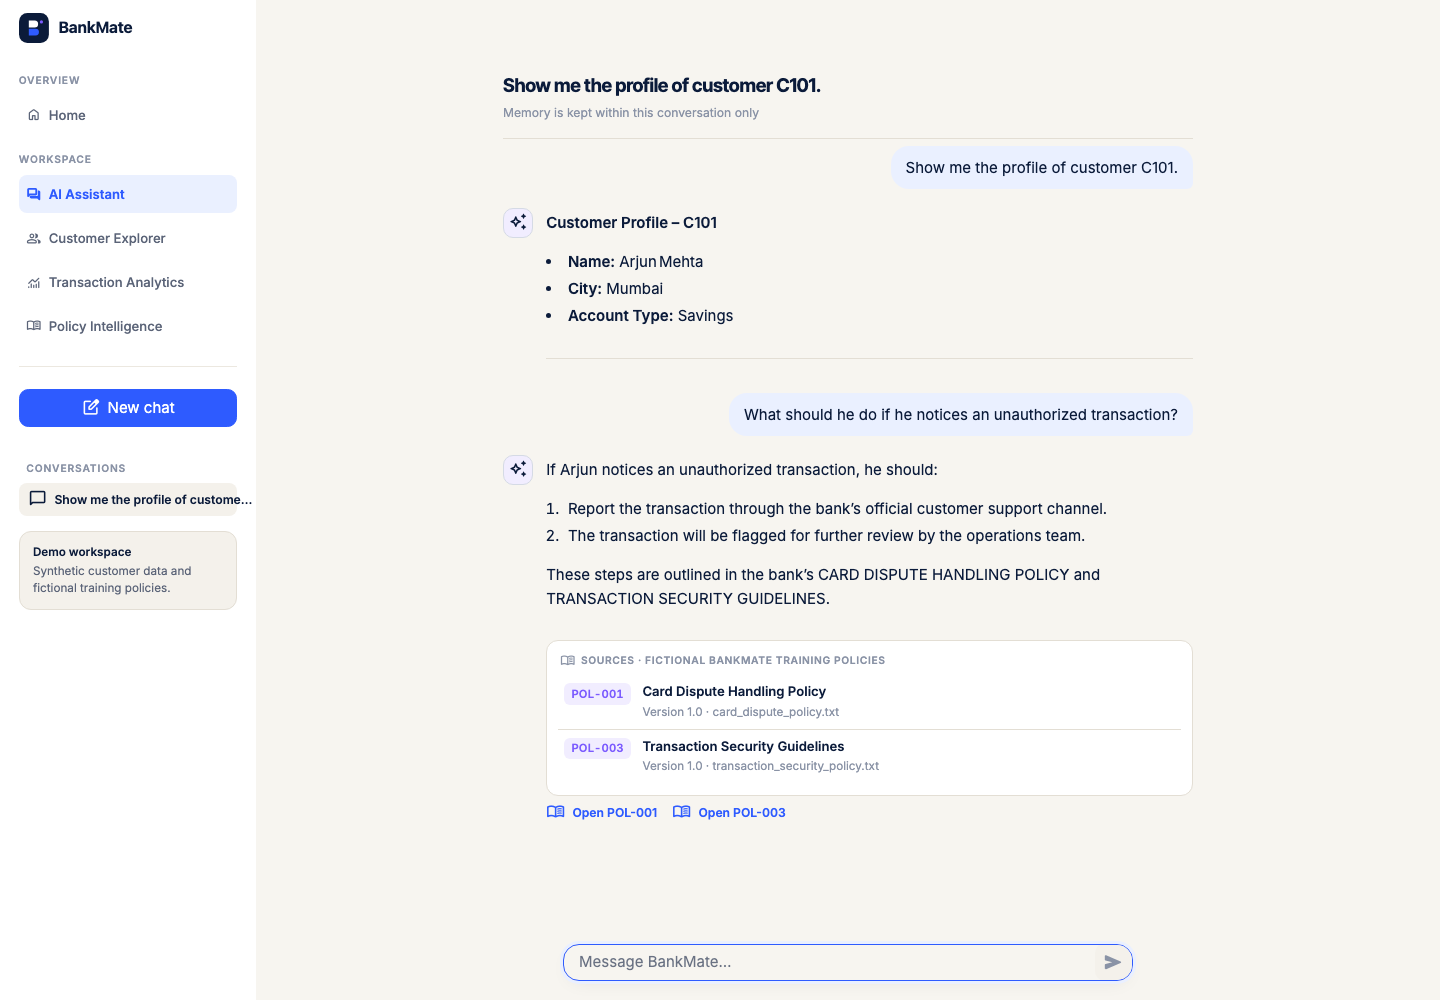 BankMate
OVERVIEW
Home
WORKSPACE
AI Assistant
Customer Explorer
Transaction Analytics
Policy Intelligence
New chat
CONVERSATIONS
Show me the profile of custome...
Demo workspace
Synthetic customer data and
fictional training policies.
Show me the profile of customer C101.
Memory is kept within this conversation only
Show me the profile of customer C101.
Customer Profile – C101
• Name: Arjun Mehta
• City: Mumbai
• Account Type: Savings
What should he do if he notices an unauthorized transaction?
If Arjun notices an unauthorized transaction, he should:
1. Report the transaction through the bank’s official customer support channel.
2. The transaction will be flagged for further review by the operations team.
These steps are outlined in the bank’s CARD DISPUTE HANDLING POLICY and
TRANSACTION SECURITY GUIDELINES.
SOURCES · FICTIONAL BANKMATE TRAINING POLICIES
POL-001 Card Dispute Handling Policy
Version 1.0 · card_dispute_policy.txt
POL-003 Transaction Security Guidelines
Version 1.0 · transaction_security_policy.txt
Open POL-001 Open POL-003
Message BankMate...